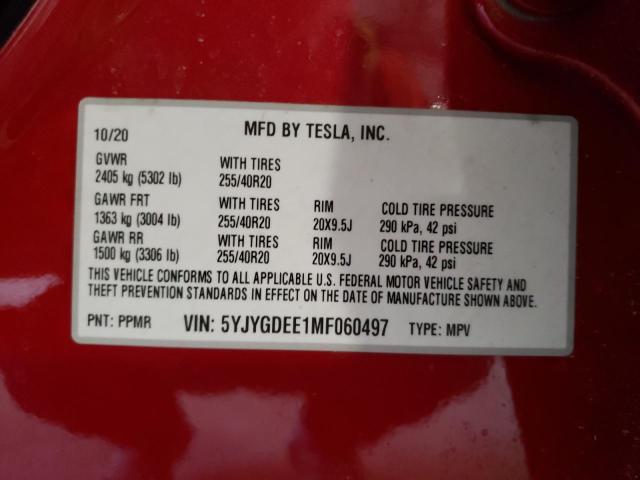 10/20 MFD BY TESLA, INC.
GVWR WITH TIRES
2405 kg (5302 lb) 255/40R20
GAWR FRT WITH TIRES RIM COLD TIRE PRESSURE
1363 kg (3004 lb) 255/40R20 20X9.5J 290 kPa, 42 psi
GAWR RR WITH TIRES RIM COLD TIRE PRESSURE
1500 kg (3306 lb) 255/40R20 20X9.5J 290 kPa, 42 psi
THIS VEHICLE CONFORMS TO ALL APPLICABLE U.S. FEDERAL MOTOR VEHICLE SAFETY AND
THEFT PREVENTION STANDARDS IN EFFECT ON THE DATE OF MANUFACTURE SHOWN ABOVE.
PNT: PPMR VIN: 5YJYGDEE1MF060497 TYPE: MPV